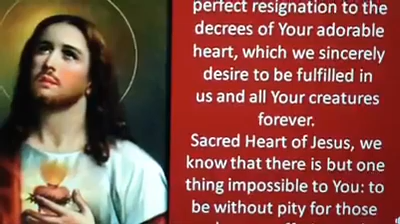 perfect resignation to the
decrees of Your adorable
heart, which we sincerely
desire to be fulfilled in
us and all Your creatures
forever.
Sacred Heart of Jesus, we
know that there is but one
thing impossible to You: to
be without pity for those